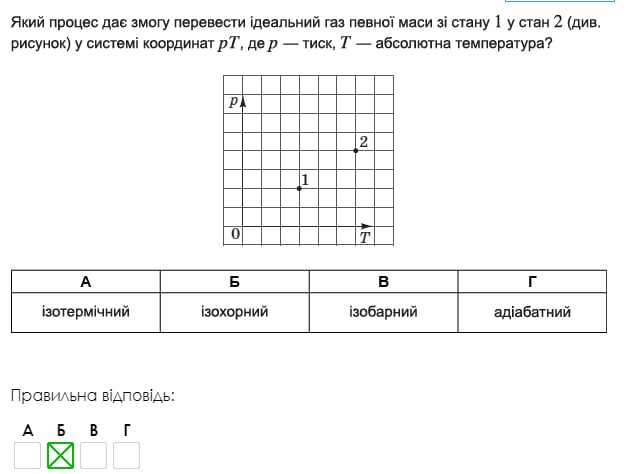 Який процес дає змогу перевести ідеальний газ певної маси зі стану 1 у стан 2 (див.
рисунок) у системі координат pT, де p — тиск, T — абсолютна температура?
p
2
1
0
T
А Б В Г
ізотермічний ізохорний ізобарний адіабатний
Правильна відповідь:
А Б В Г